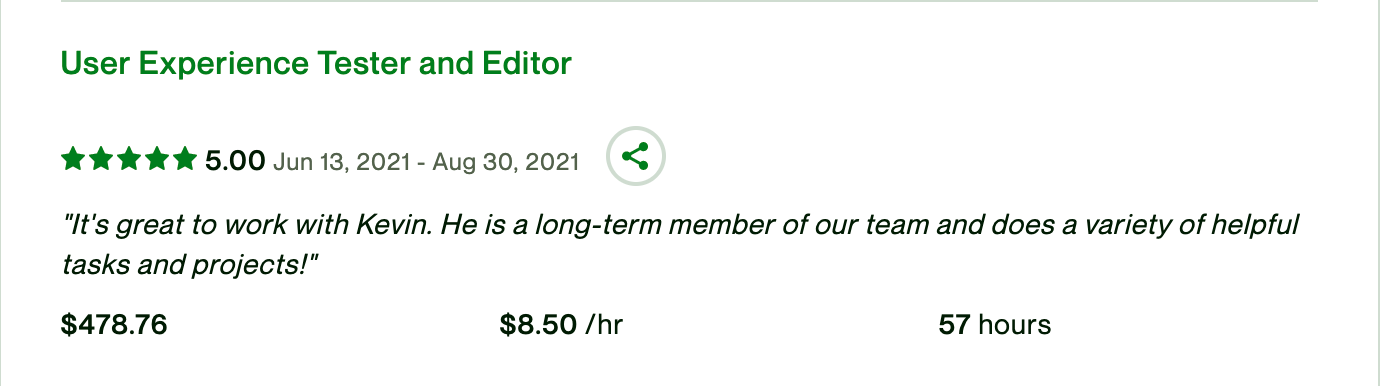 User Experience Tester and Editor
5.00 Jun 13, 2021 - Aug 30, 2021
"It's great to work with Kevin. He is a long-term member of our team and does a variety of helpful
tasks and projects!"
$478.76 $8.50 /hr 57 hours